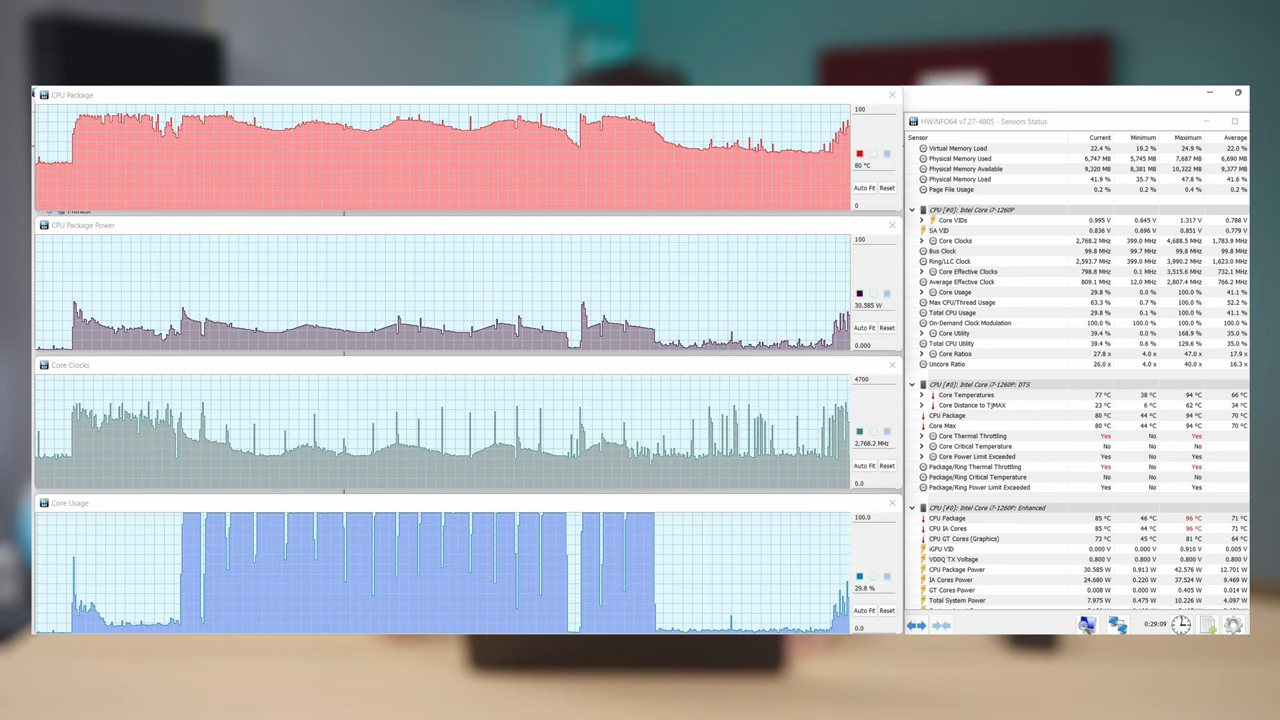 CPU Package
100
80 °C
Auto Fit Reset
0
CPU Package Power
100
30.585 W
Auto Fit Reset
0.000
Core Clocks
4700
2,768.2 MHz
Auto Fit Reset
0.0
Core Usage
100.0
29.8 %
Auto Fit Reset
0.0
HWiNFO64 v7.27-4805 - Sensors Status
Sensor Current Minimum Maximum Average
Virtual Memory Load 22.4 % 19.2 % 24.9 % 22.0 %
Physical Memory Used 6,747 MB 5,745 MB 7,687 MB 6,690 MB
Physical Memory Available 9,320 MB 8,381 MB 10,322 MB 9,377 MB
Physical Memory Load 41.9 % 35.7 % 47.8 % 41.6 %
Page File Usage 0.2 % 0.2 % 0.4 % 0.2 %
CPU [#0]: Intel Core i7-1260P
Core VIDs 0.995 V 0.645 V 1.317 V 0.788 V
SA VID 0.836 V 0.696 V 0.851 V 0.779 V
Core Clocks 2,768.2 MHz 399.0 MHz 4,688.5 MHz 1,783.9 MHz
Bus Clock 99.8 MHz 99.7 MHz 99.8 MHz 99.8 MHz
Ring/LLC Clock 2,593.7 MHz 399.0 MHz 3,990.2 MHz 1,623.0 MHz
Core Effective Clocks 798.8 MHz 0.1 MHz 3,515.6 MHz 732.1 MHz
Average Effective Clock 809.1 MHz 12.0 MHz 2,807.4 MHz 766.2 MHz
Core Usage 29.8 % 0.0 % 100.0 % 41.1 %
Max CPU/Thread Usage 63.3 % 0.7 % 100.0 % 52.2 %
Total CPU Usage 29.8 % 0.1 % 100.0 % 41.1 %
On-Demand Clock Modulation 100.0 % 100.0 % 100.0 % 100.0 %
Core Utility 39.4 % 0.0 % 168.9 % 35.0 %
Total CPU Utility 39.4 % 0.6 % 129.6 % 35.0 %
Core Ratios 27.8 x 4.0 x 47.0 x 17.9 x
Uncore Ratio 26.0 x 4.0 x 40.0 x 16.3 x
CPU [#0]: Intel Core i7-1260P: DTS
Core Temperatures 77 °C 38 °C 94 °C 66 °C
Core Distance to TjMAX 23 °C 6 °C 62 °C 34 °C
CPU Package 80 °C 44 °C 94 °C 70 °C
Core Max 80 °C 44 °C 94 °C 70 °C
Core Thermal Throttling Yes No Yes
Core Critical Temperature No No No
Core Power Limit Exceeded Yes No Yes
Package/Ring Thermal Throttling Yes No Yes
Package/Ring Critical Temperature No No No
Package/Ring Power Limit Exceeded Yes No Yes
CPU [#0]: Intel Core i7-1260P: Enhanced
CPU Package 85 °C 46 °C 96 °C 71 °C
CPU IA Cores 85 °C 44 °C 96 °C 71 °C
CPU GT Cores (Graphics) 73 °C 45 °C 81 °C 64 °C
iGPU VID 0.000 V 0.000 V 0.910 V 0.005 V
VDDQ TX Voltage 0.800 V 0.800 V 0.800 V 0.800 V
CPU Package Power 30.585 W 0.913 W 42.576 W 12.701 W
IA Cores Power 24.680 W 0.220 W 37.524 W 9.469 W
GT Cores Power 0.008 W 0.000 W 0.405 W 0.014 W
Total System Power 7.975 W 0.475 W 10.226 W 4.097 W
0:29:09